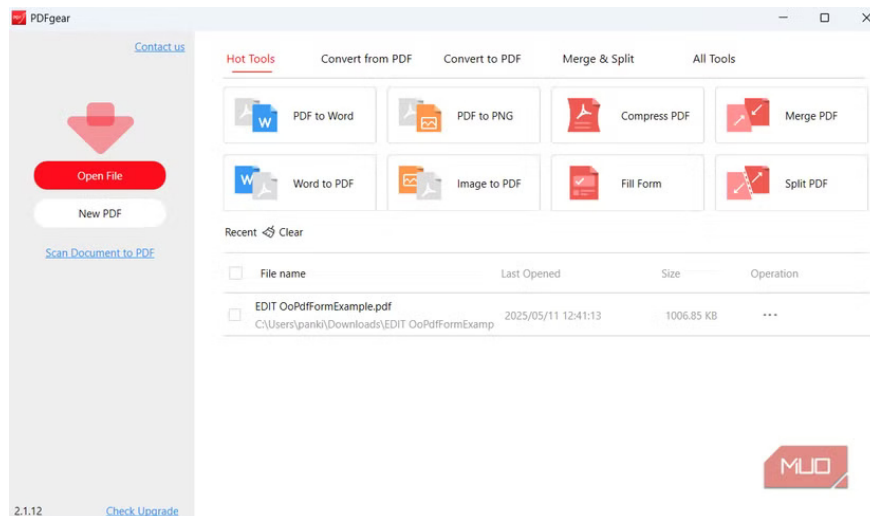 PDFgear
Contact us
Open File
New PDF
Scan Document to PDF
2.1.12
Check Upgrade
Hot Tools
Convert from PDF
Convert to PDF
Merge & Split
All Tools
PDF to Word
PDF to PNG
Compress PDF
Merge PDF
W
Word to PDF
Image to PDF
Fill Form
Split PDF
W
Recent
Clear
File name
Last Opened
Size
Operation
EDIT OoPdfFormExample.pdf
C:\Users\panki\Downloads\EDIT OoPdfFormExamp
2025/05/11 12:41:13
1006.85 KB
...
MUO